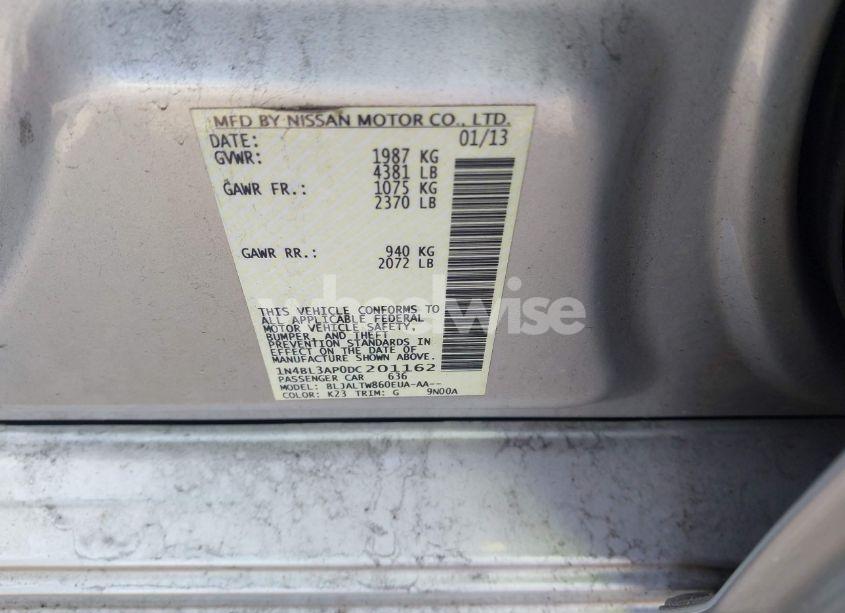 MFD BY NISSAN MOTOR CO., LTD.
DATE: 01/13
GVWR: 1987 KG
4381 LB
GAWR FR.: 1075 KG
2370 LB
GAWR RR.: 940 KG
2072 LB
wheelwise
THIS VEHICLE CONFORMS TO
ALL APPLICABLE FEDERAL
MOTOR VEHICLE SAFETY,
BUMPER, AND THEFT
PREVENTION STANDARDS IN
EFFECT ON THE DATE OF
MANUFACTURE SHOWN ABOVE.
1N4BL3AP0DC201162
PASSENGER CAR 636
MODEL: BLJALTW860EUA-AA--
COLOR: K23 TRIM: G 9N00A